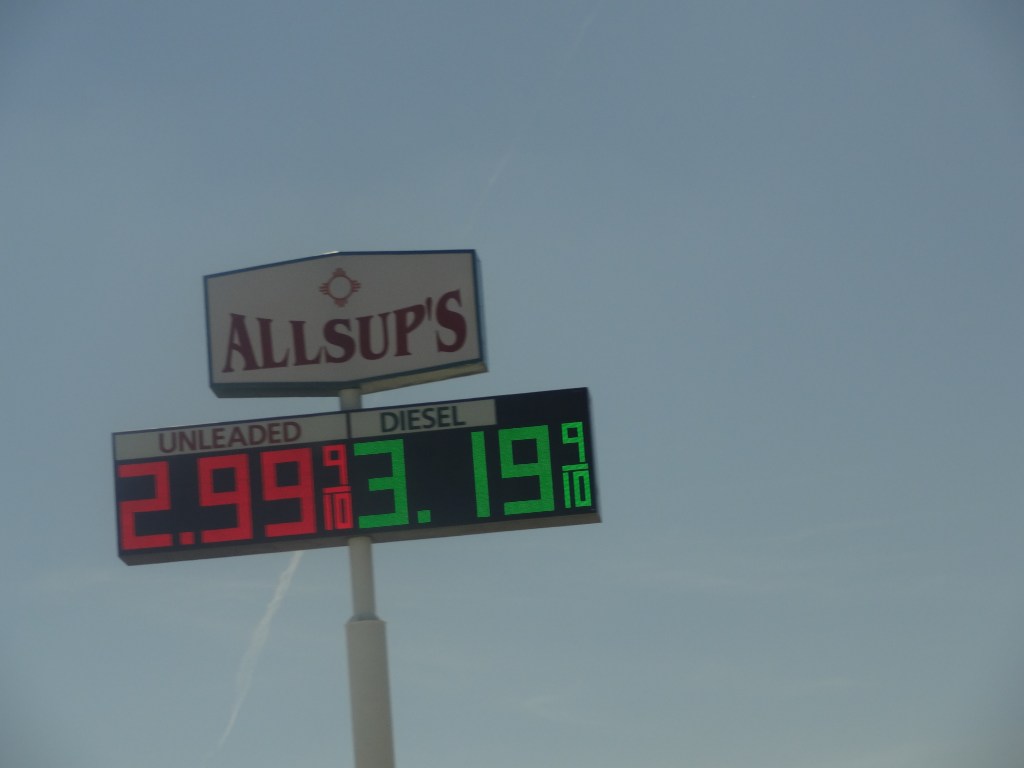 ALLSUP'S
UNLEADED DIESEL
2.99 9/10 3.19 9/10